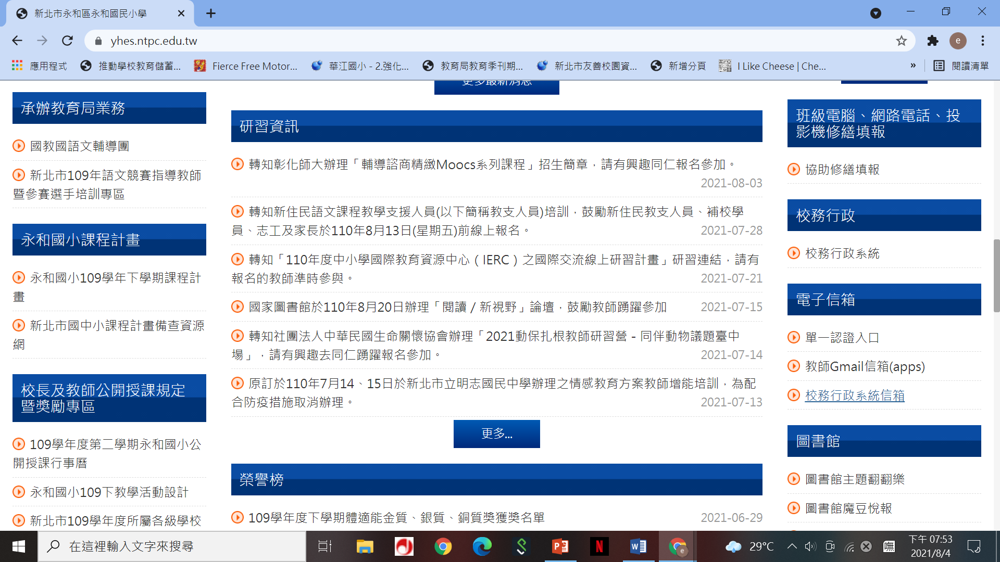 新北市永和區永和國民小學
yhes.ntpc.edu.tw
e
應用程式
推動學校教育儲蓄...
Fierce Free Motor...
華江國小 - 2.強化...
教育局教育季刊期...
新北市友善校園資...
新增分頁
I Like Cheese | Che...
»
閱讀清單
承辦教育局業務
國教國語文輔導團
新北市109年語文競賽指導教師
暨參賽選手培訓專區
永和國小課程計畫
永和國小109學年下學期課程計
畫
新北市國中小課程計畫備查資源
網
校長及教師公開授課規定
暨獎勵專區
109學年度第二學期永和國小公
開授課行事曆
永和國小109下教學活動設計
新北市109學年度所屬各級學校
更多最新消息
研習資訊
轉知彰化師大辦理「輔導諮商精緻Moocs系列課程」招生簡章，請有興趣同仁報名參加。
2021-08-03
轉知新住民語文課程教學支援人員(以下簡稱教支人員)培訓，鼓勵新住民教支人員、補校學
員、志工及家長於110年8月13日(星期五)前線上報名。 2021-07-28
轉知「110年度中小學國際教育資源中心（IERC）之國際交流線上研習計畫」研習連結，請有
報名的教師準時參與。 2021-07-21
國家圖書館於110年8月20日辦理「閱讀／新視野」論壇，鼓勵教師踴躍參加 2021-07-15
轉知社團法人中華民國生命關懷協會辦理「2021動保扎根教師研習營－同伴動物議題臺中
場」，請有興趣去同仁踴躍報名參加。 2021-07-14
原訂於110年7月14、15日於新北市立明志國民中學辦理之情感教育方案教師增能培訓，為配
合防疫措施取消辦理。 2021-07-13
更多...
榮譽榜
109學年度下學期體適能金質、銀質、銅質獎獲獎名單 2021-06-29
班級電腦、網路電話、投
影機修繕填報
協助修繕填報
校務行政
校務行政系統
電子信箱
單一認證入口
教師Gmail信箱(apps)
校務行政系統信箱
圖書館
圖書館主題翻翻樂
圖書館魔豆悅報
在這裡輸入文字來搜尋
29°C
下午 07:53
2021/8/4